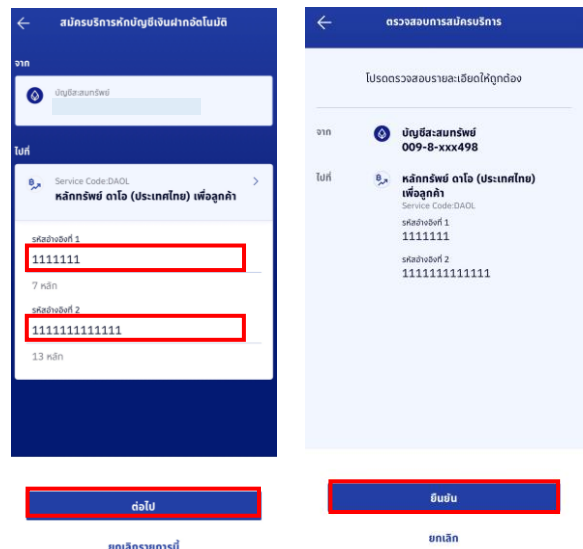 สมัครบริการหักบัญชีเงินฝากอัตโนมัติ
จาก
บัญชีสะสมทรัพย์
ไปที่
Service Code:DAOL
หลักทรัพย์ ดาโอ (ประเทศไทย) เพื่อลูกค้า
รหัสอ้างอิงที่ 1
1111111
7 หลัก
รหัสอ้างอิงที่ 2
1111111111111
13 หลัก
ต่อไป
ยกเลิกรายการนี้
ตรวจสอบการสมัครบริการ
โปรดตรวจสอบรายละเอียดให้ถูกต้อง
จาก
บัญชีสะสมทรัพย์
009-8-xxx498
ไปที่
หลักทรัพย์ ดาโอ (ประเทศไทย)
เพื่อลูกค้า
Service Code:DAOL
รหัสอ้างอิงที่ 1
1111111
รหัสอ้างอิงที่ 2
1111111111111
ยืนยัน
ยกเลิก